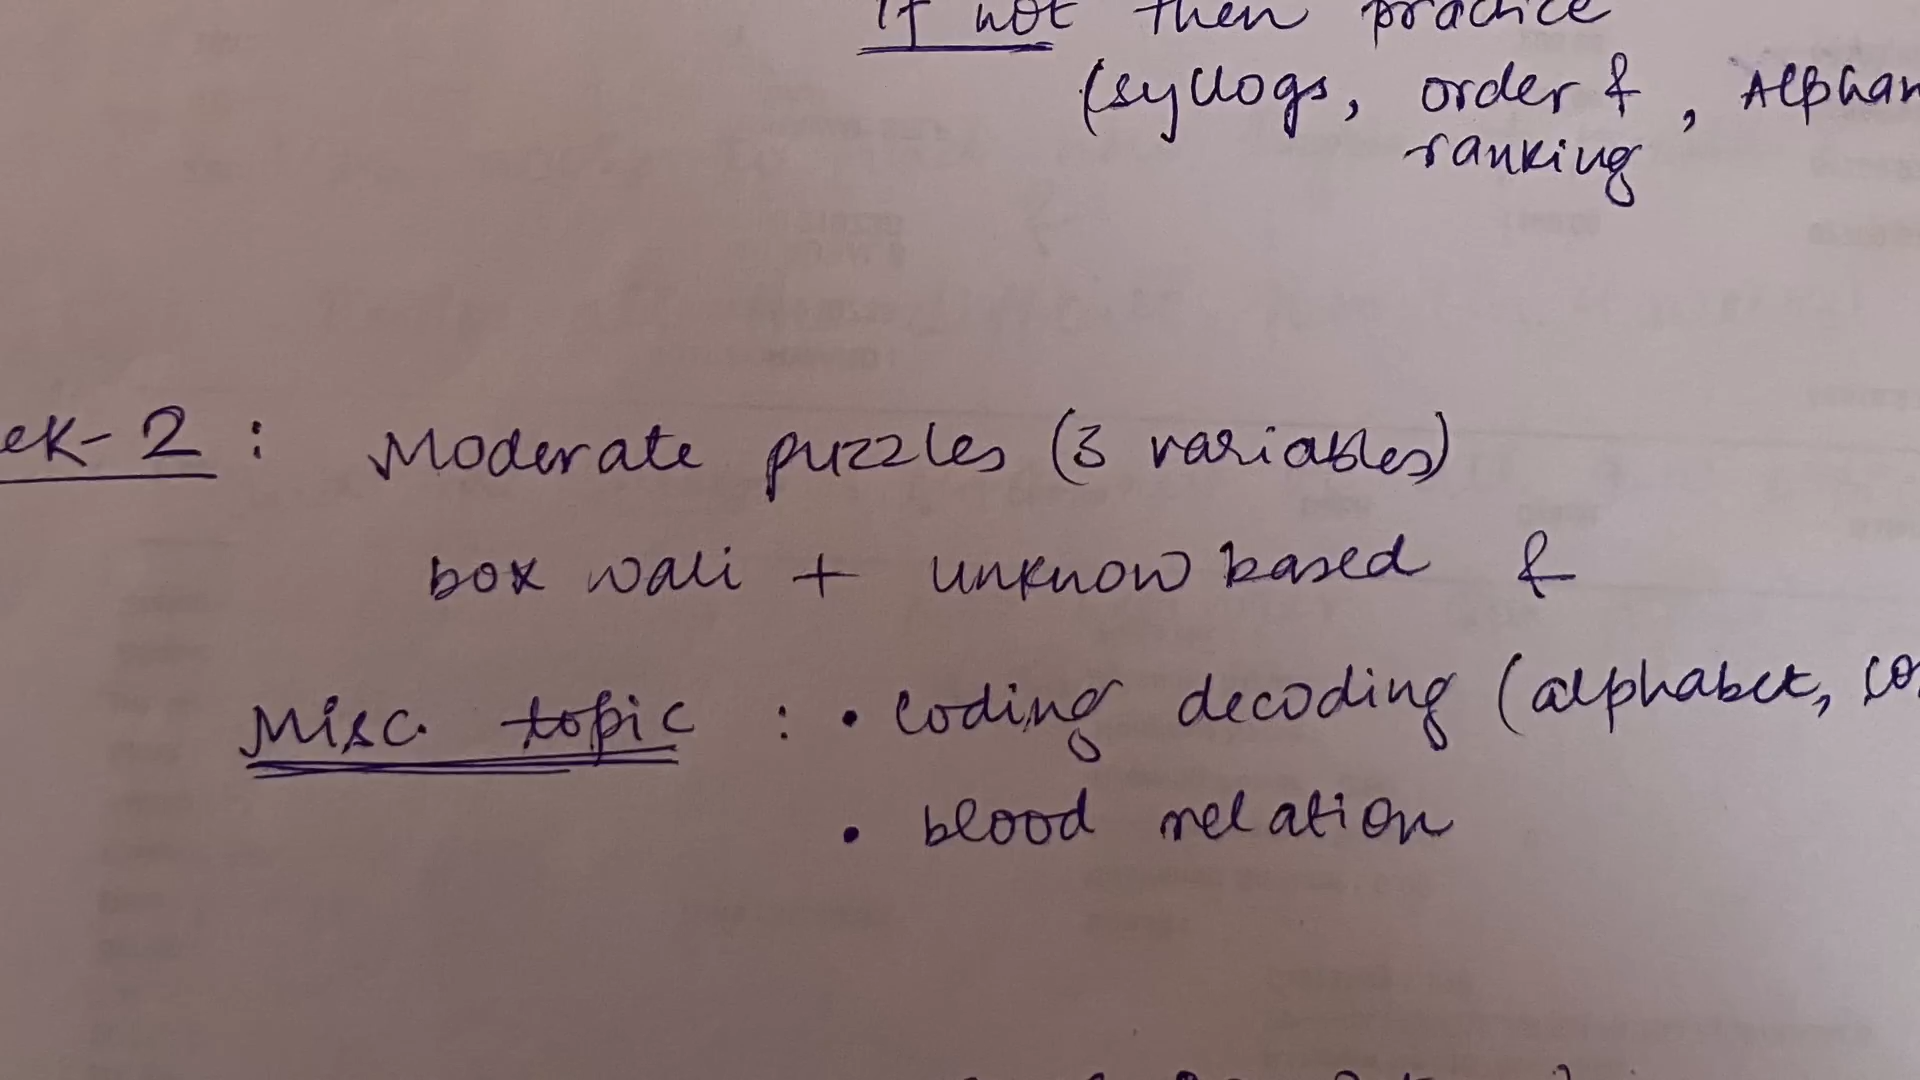 If not then practice
(syllogs, order & , Alphan
ranking
ek-2 : Moderate puzzles (3 variables)
box wali + unknow based &
Misc. topic : • coding decoding (alphabet, co
• blood relation